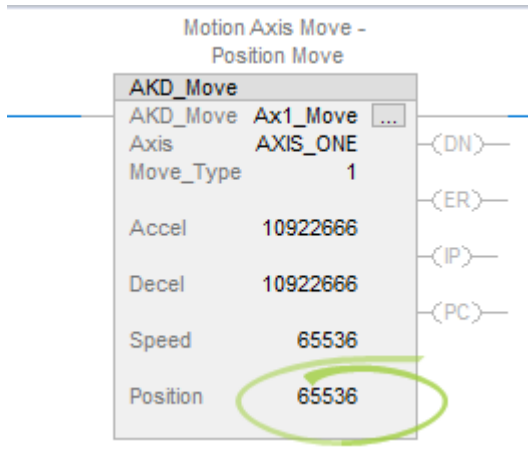 Motion Axis Move -
Position Move
AKD_Move
AKD_Move Ax1_Move ...
Axis AXIS_ONE (DN)
Move_Type 1
(ER)
Accel 10922666
(IP)
Decel 10922666
(PC)
Speed 65536
Position 65536